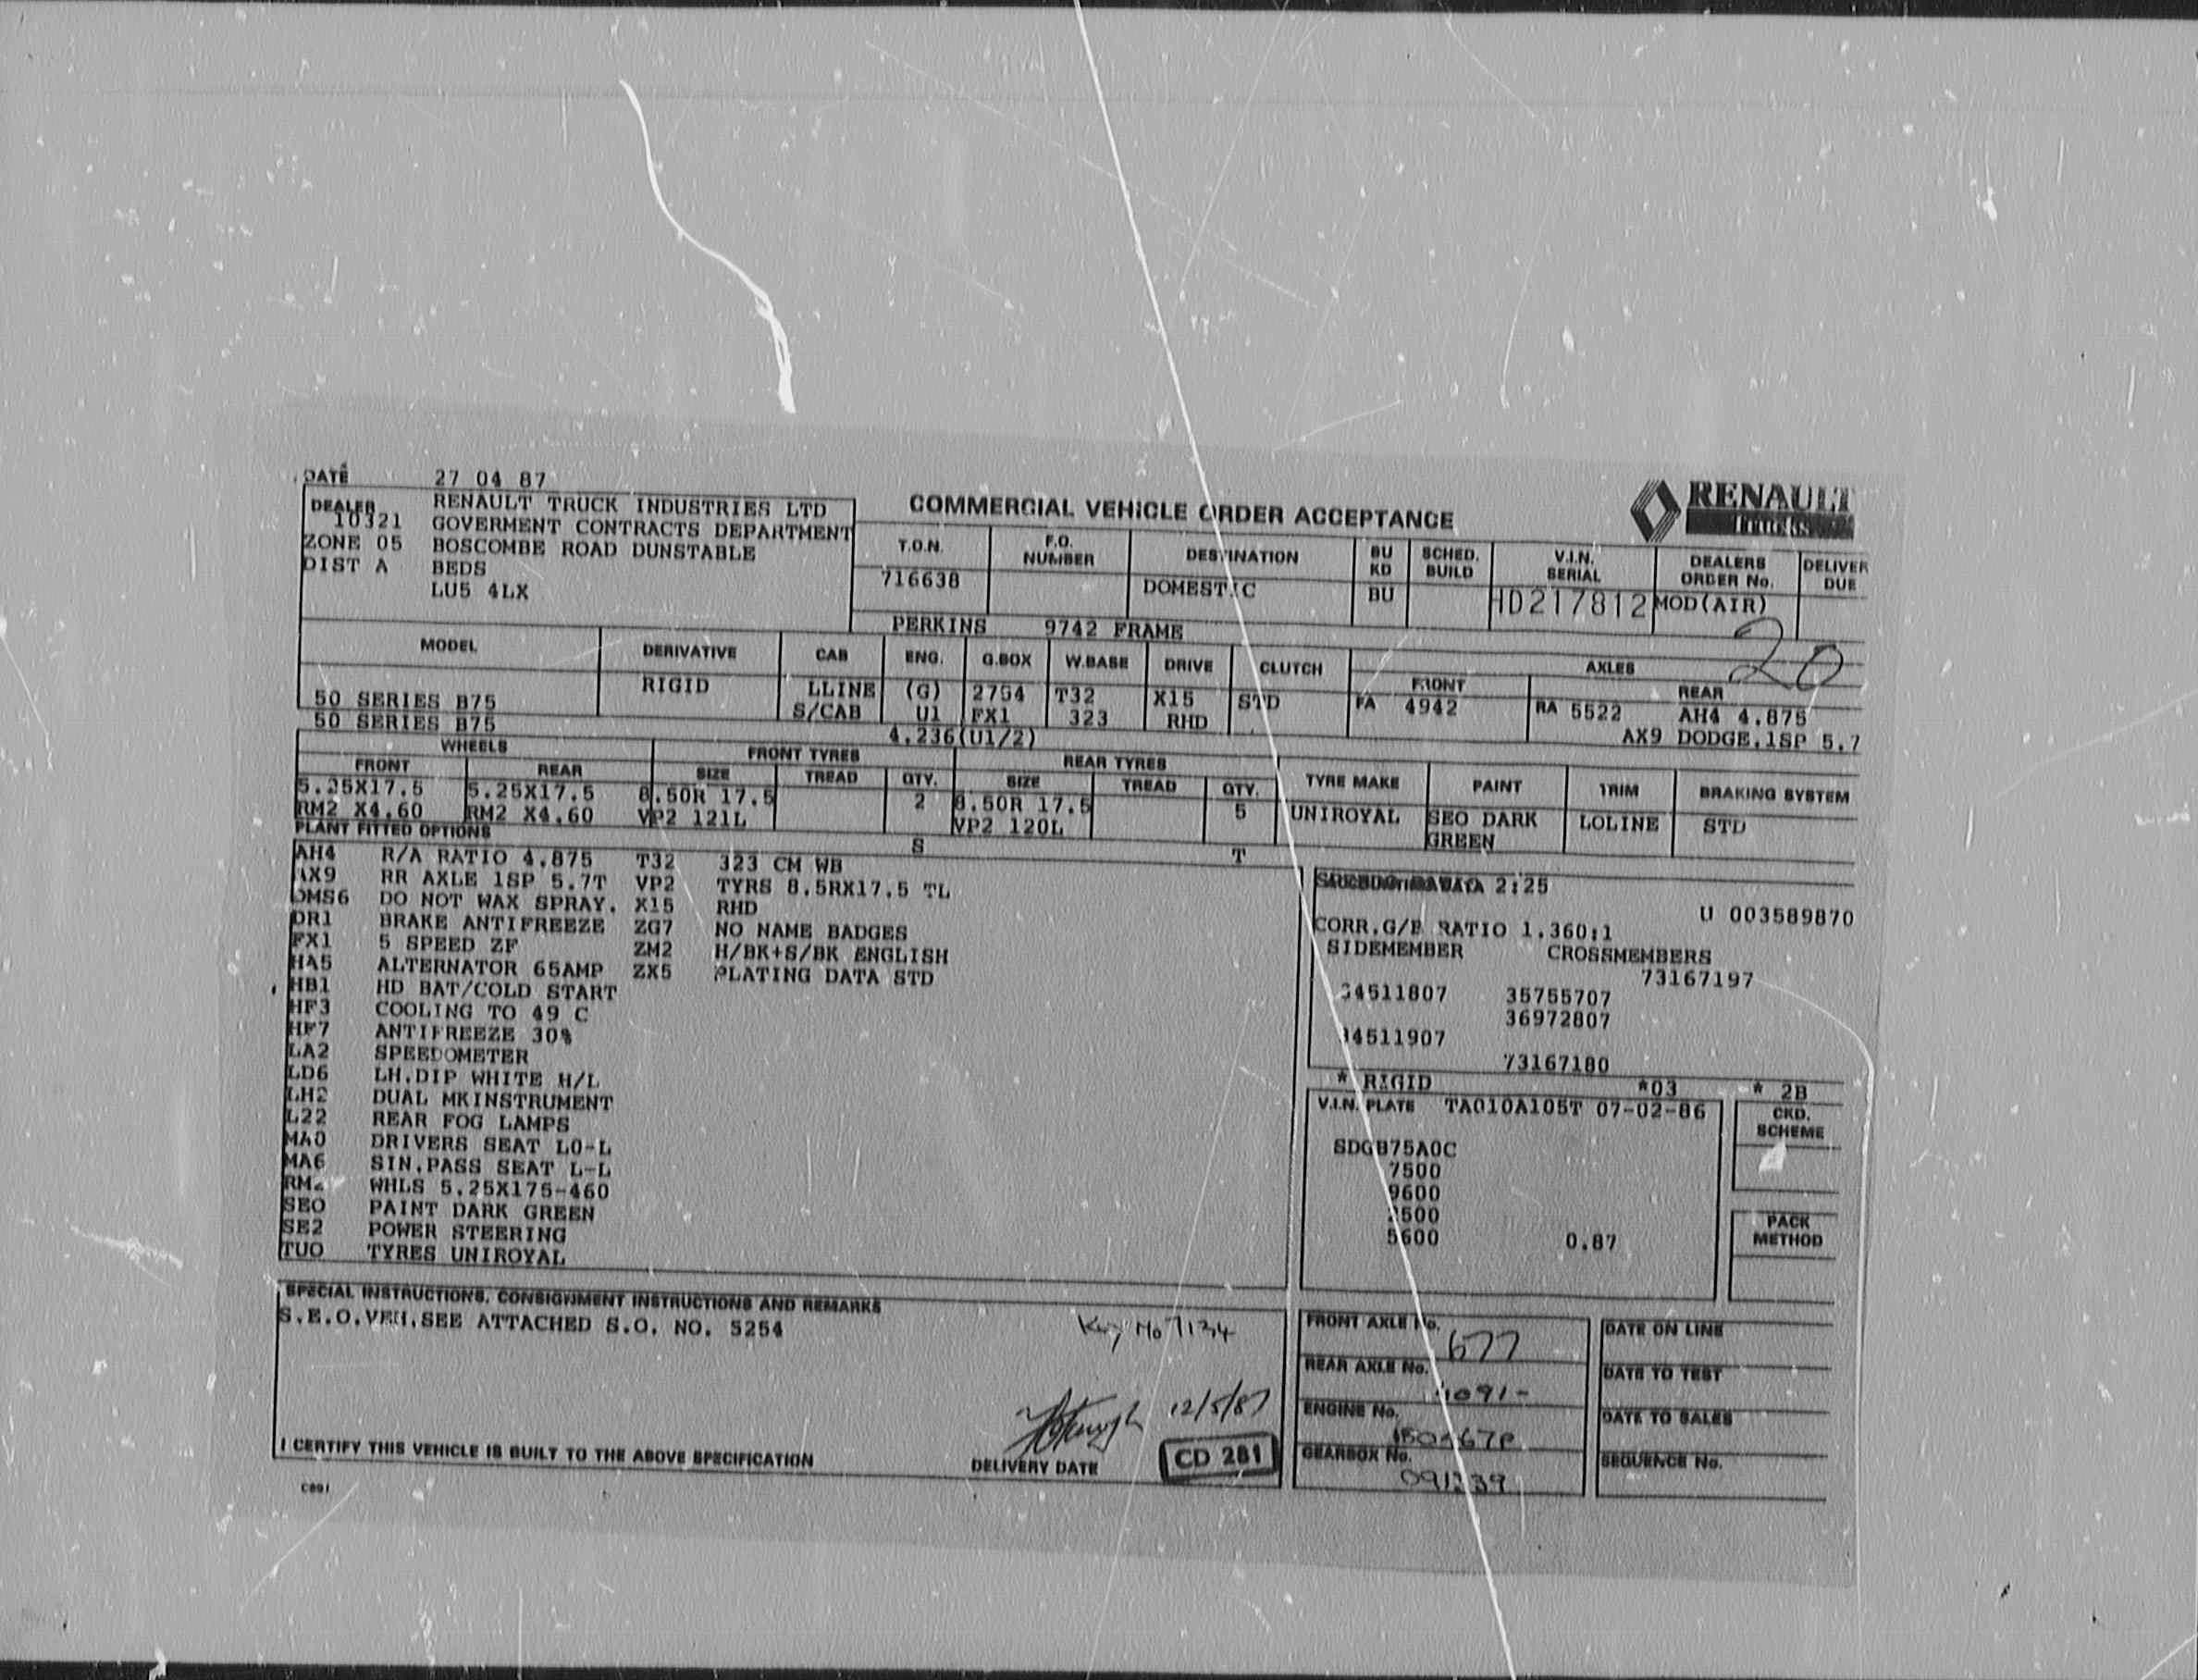 DATE 27 04 87
DEALER RENAULT TRUCK INDUSTRIES LTD
10321 GOVERMENT CONTRACTS DEPARTMENT
ZONE 05 BOSCOMBE ROAD DUNSTABLE
DIST A BEDS
LU5 4LX
COMMERCIAL VEHICLE ORDER ACCEPTANCE
RENAULT
Trucks
T.O.N. F.O. NUMBER DESTINATION BU KD SCHED. BUILD V.I.N. SERIAL DEALERS ORDER No. DELIVER DUE
716638 DOMESTIC BU HD217812 MOD(AIR)
PERKINS 9742 FRAME
20
MODEL DERIVATIVE CAB ENG. G.BOX W.BASE DRIVE CLUTCH AXLES
FRONT REAR
50 SERIES B75 RIGID LLINE (G) 2754 T32 X15 STD FA 4942 RA 5522 AH4 4.875
50 SERIES B75 S/CAB U1 FX1 323 RHD AX9 DODGE.1SP 5.7
4.236(U1/2)
WHEELS FRONT TYRES REAR TYRES
FRONT REAR SIZE TREAD QTY. SIZE TREAD QTY. TYRE MAKE PAINT TRIM BRAKING SYSTEM
5.25X17.5 5.25X17.5 8.50R 17.5 2 8.50R 17.5 5 UNIROYAL SEO DARK LOLINE STD
RM2 X4.60 RM2 X4.60 VP2 121L VP2 120L GREEN
PLANT FITTED OPTIONS S T
AH4 R/A RATIO 4.875 T32 323 CM WB
AX9 RR AXLE 1SP 5.7T VP2 TYRS 8.5RX17.5 TL
DMS6 DO NOT WAX SPRAY. X15 RHD
DR1 BRAKE ANTIFREEZE ZG7 NO NAME BADGES
FX1 5 SPEED ZF ZM2 H/BK+S/BK ENGLISH
HA5 ALTERNATOR 65AMP ZX5 PLATING DATA STD
HB1 HD BAT/COLD START
HF3 COOLING TO 49 C
HF7 ANTIFREEZE 30%
LA2 SPEEDOMETER
LD6 LH.DIP WHITE H/L
LH2 DUAL MKINSTRUMENT
L22 REAR FOG LAMPS
MA0 DRIVERS SEAT LO-L
MA6 SIN.PASS SEAT L-L
WHLS 5.25X175-460
SEO PAINT DARK GREEN
SE2 POWER STEERING
TUO TYRES UNIROYAL
2:25
U 003589870
CORR.G/B RATIO 1.360:1
SIDEMEMBER CROSSMEMBERS
73167197
34511807 35755707
36972807
34511907
73167180
* RIGID *03 * 2B
V.I.N. PLATE TA010A105T 07-02-86
CKD. SCHEME
SDGB75A0C
7500
9600
5600 0.87
PACK METHOD
SPECIAL INSTRUCTIONS, CONSIGNMENT INSTRUCTIONS AND REMARKS
S.E.O.VEH.SEE ATTACHED S.O. NO. 5254
Key No 7134
12/5/87
I CERTIFY THIS VEHICLE IS BUILT TO THE ABOVE SPECIFICATION
DELIVERY DATE
CD 281
FRONT AXLE No. 677
REAR AXLE No.
ENGINE No.
GEARBOX No.
DATE ON LINE
DATE TO TEST
DATE TO SALES
SEQUENCE No.